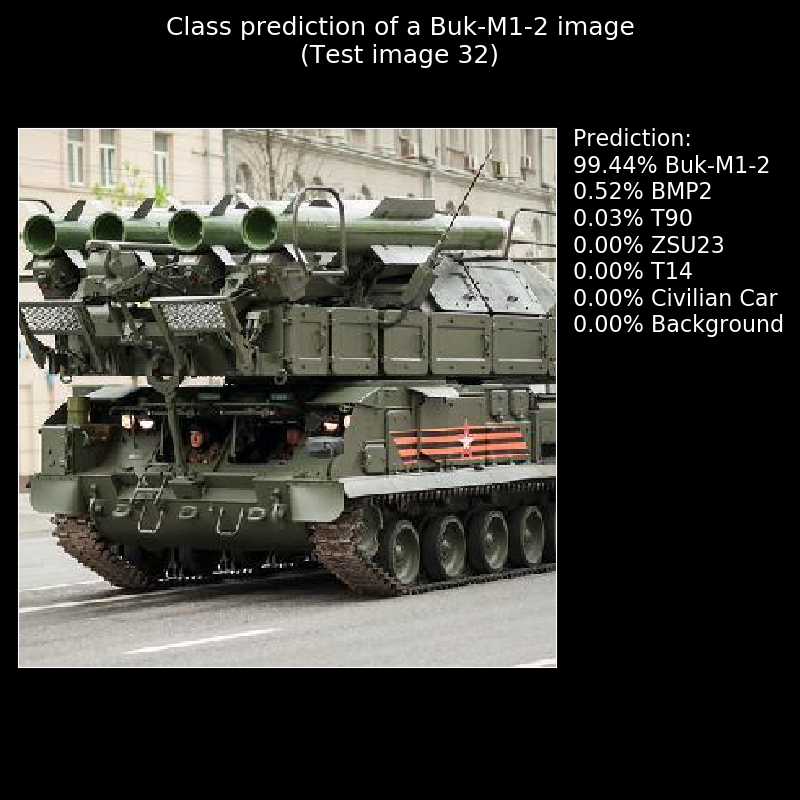 Class prediction of a Buk-M1-2 image
(Test image 32)
Prediction:
99.44% Buk-M1-2
0.52% BMP2
0.03% T90
0.00% ZSU23
0.00% T14
0.00% Civilian Car
0.00% Background